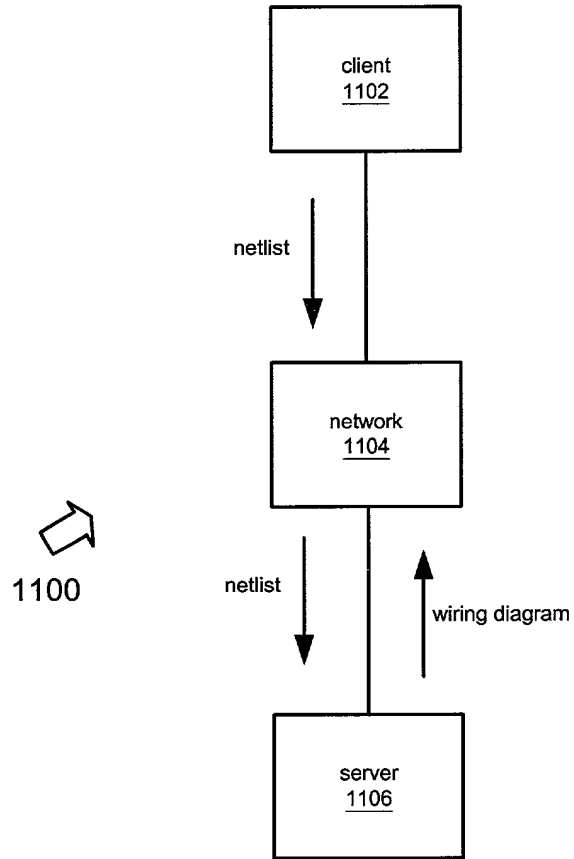 client
1102
netlist
network
1104
1100
netlist
wiring diagram
server
1106